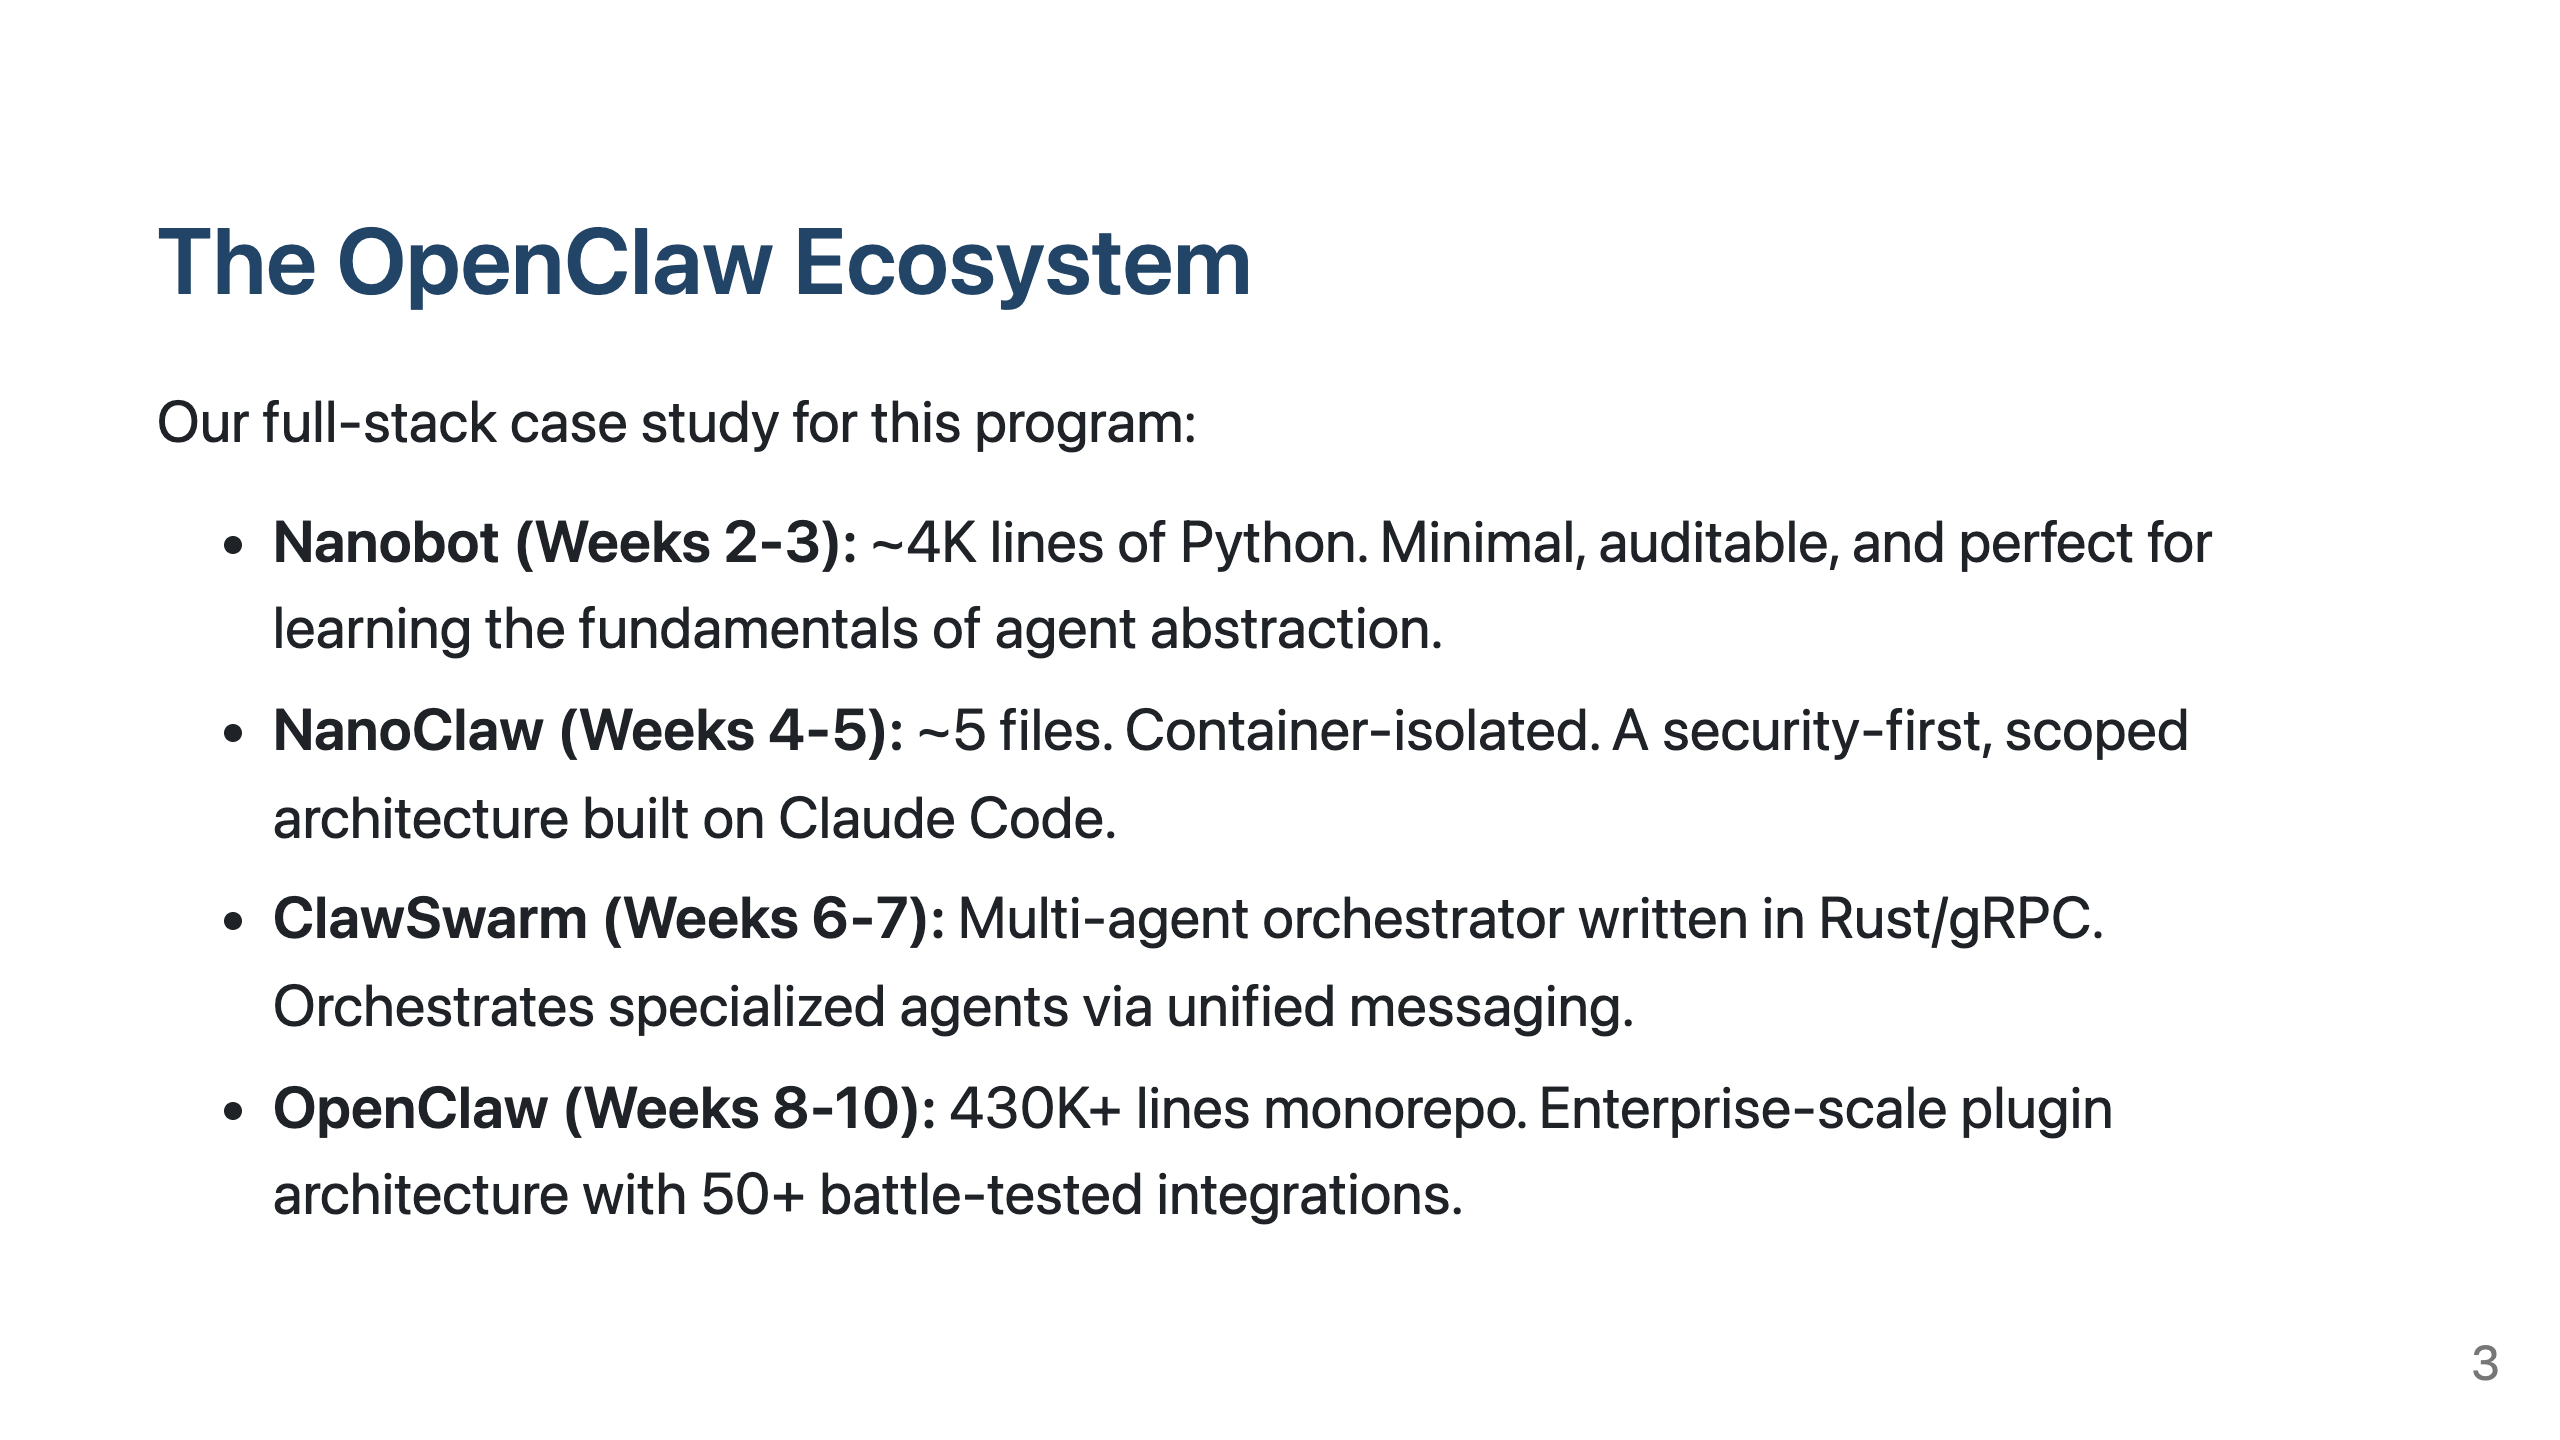 The OpenClaw Ecosystem
Our full-stack case study for this program:
• Nanobot (Weeks 2-3): ~4K lines of Python. Minimal, auditable, and perfect for
learning the fundamentals of agent abstraction.
• NanoClaw (Weeks 4-5): ~5 files. Container-isolated. A security-first, scoped
architecture built on Claude Code.
• ClawSwarm (Weeks 6-7): Multi-agent orchestrator written in Rust/gRPC.
Orchestrates specialized agents via unified messaging.
• OpenClaw (Weeks 8-10): 430K+ lines monorepo. Enterprise-scale plugin
architecture with 50+ battle-tested integrations.
3